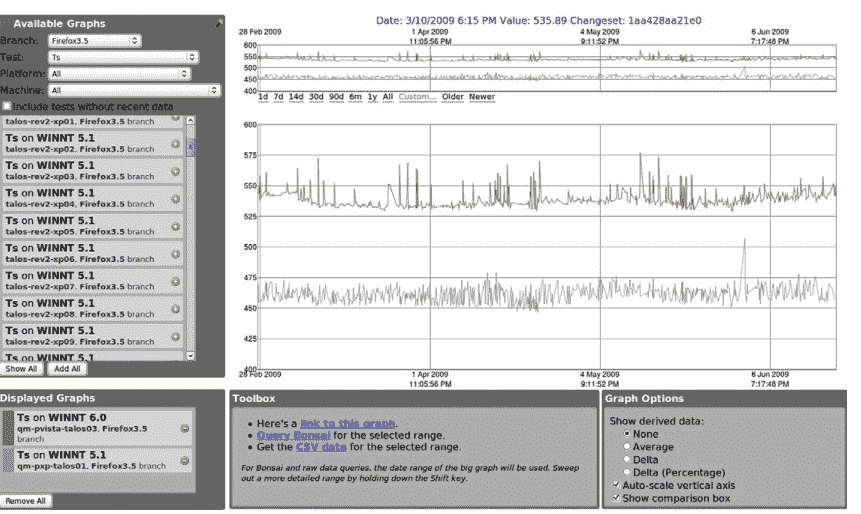 Available Graphs
Branch: Firefox3.5
Test: Ts
Platform: All
Machine: All
Include tests without recent data
talos-rev2-xp01, Firefox3.5 branch
Ts on WINNT 5.1
talos-rev2-xp02, Firefox3.5 branch
Ts on WINNT 5.1
talos-rev2-xp03, Firefox3.5 branch
Ts on WINNT 5.1
talos-rev2-xp04, Firefox3.5 branch
Ts on WINNT 5.1
talos-rev2-xp05, Firefox3.5 branch
Ts on WINNT 5.1
talos-rev2-xp06, Firefox3.5 branch
Ts on WINNT 5.1
talos-rev2-xp07, Firefox3.5 branch
Ts on WINNT 5.1
talos-rev2-xp08, Firefox3.5 branch
Ts on WINNT 5.1
talos-rev2-xp09, Firefox3.5 branch
Ts on WINNT 5.1
Show All Add All
Date: 3/10/2009 6:15 PM Value: 535.89 Changeset: 1aa428aa21e0
28 Feb 2009 1 Apr 2009 4 May 2009 6 Jun 2009
11:05:56 PM 9:11:52 PM 7:17:48 PM
600
550
500
450
400
1d 7d 14d 30d 90d 6m 1y All Custom... Older Newer
600
575
550
525
500
475
450
425
400
28 Feb 2009 1 Apr 2009 4 May 2009 6 Jun 2009
11:05:56 PM 9:11:52 PM 7:17:48 PM
Displayed Graphs
Ts on WINNT 6.0
qm-pvista-talos03, Firefox3.5
branch
Ts on WINNT 5.1
qm-pxp-talos01, Firefox3.5 branch
Remove All
Toolbox
Here's a link to this graph.
Query Bonsai for the selected range.
Get the CSV data for the selected range.
For Bonsai and raw data queries, the date range of the big graph will be used. Sweep
out a more detailed range by holding down the Shift key.
Graph Options
Show derived data:
None
Average
Delta
Delta (Percentage)
Auto-scale vertical axis
Show comparison box